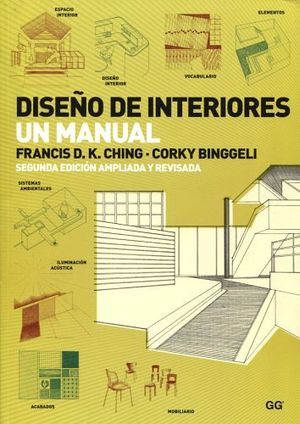 ESPACIO
INTERIOR
DISEÑO
INTERIOR
VOCABULARIO
ELEMENTOS
DISEÑO DE INTERIORES
UN MANUAL
FRANCIS D. K. CHING · CORKY BINGGELI
SEGUNDA EDICIÓN AMPLIADA Y REVISADA
SISTEMAS
AMBIENTALES
ILUMINACIÓN
ACÚSTICA
ACABADOS
MOBILIARIO
GG